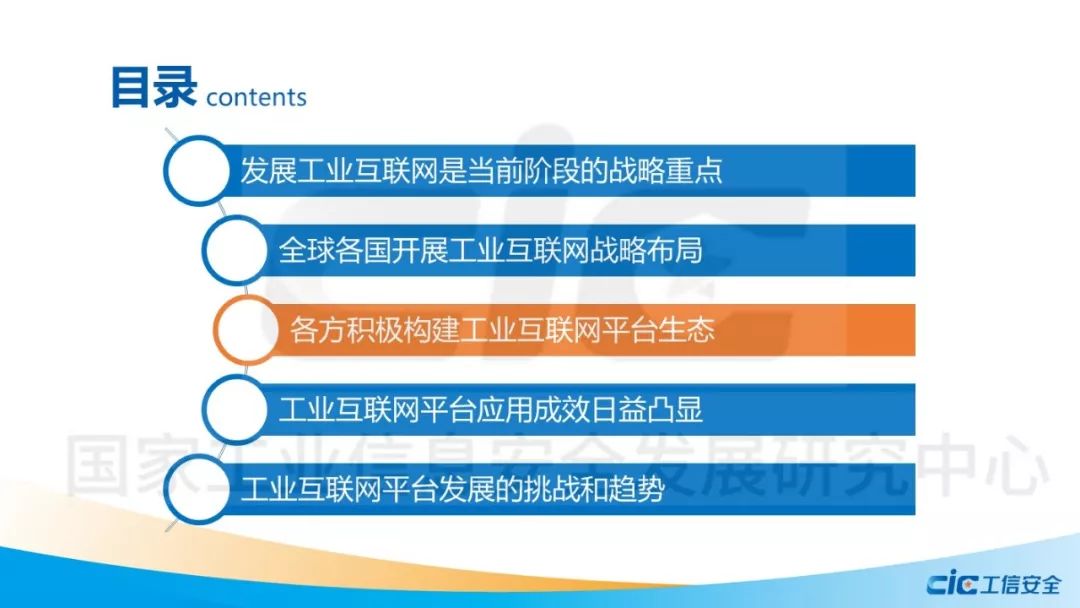 目录 contents
发展工业互联网是当前阶段的战略重点
全球各国开展工业互联网战略布局
各方积极构建工业互联网平台生态
工业互联网平台应用成效日益凸显
国家工业信息安全发展研究中心
工业互联网平台发展的挑战和趋势
CIC
CIC工信安全